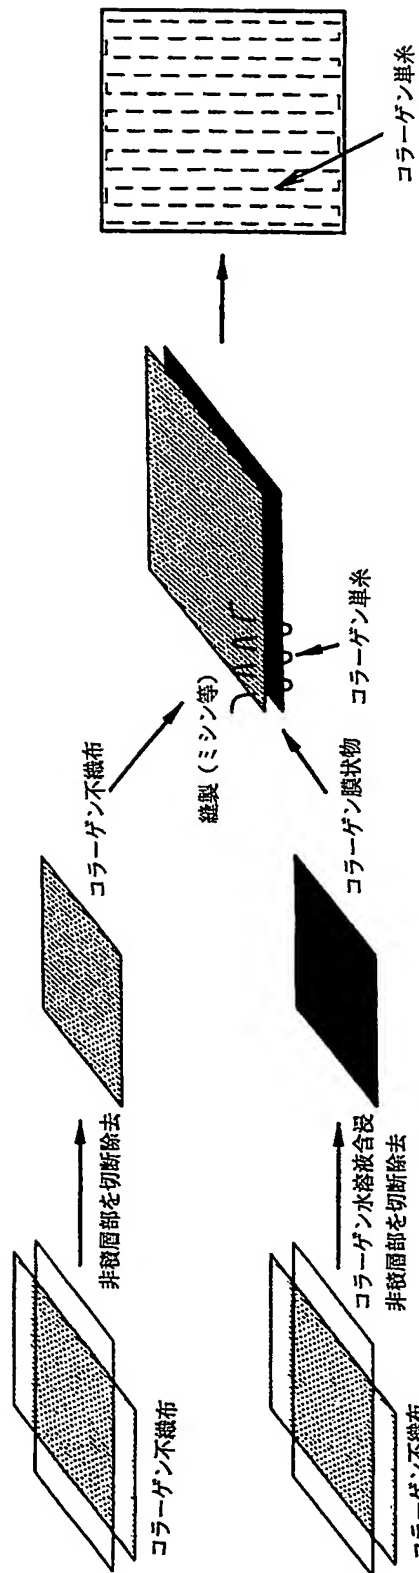 コラーゲン不織布
非積層部を切断除去
コラーゲン不織布
縫製(ミシン等)
コラーゲン単糸
コラーゲン単糸
コラーゲン不織布
コラーゲン水溶液含浸
非積層部を切断除去
コラーゲン膜状物